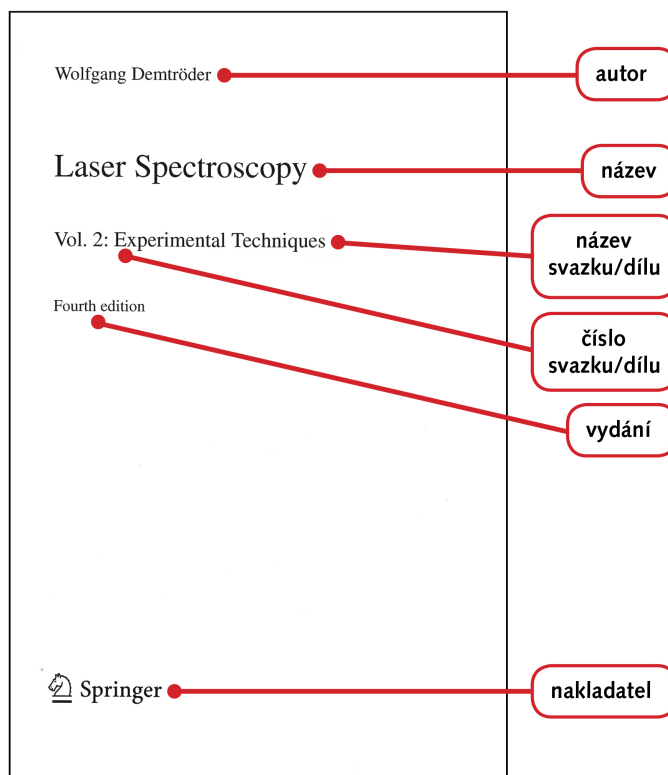 Wolfgang Demtröder
autor
Laser Spectroscopy
název
Vol. 2: Experimental Techniques
název
svazku/dílu
Fourth edition
číslo
svazku/dílu
vydání
Springer
nakladatel